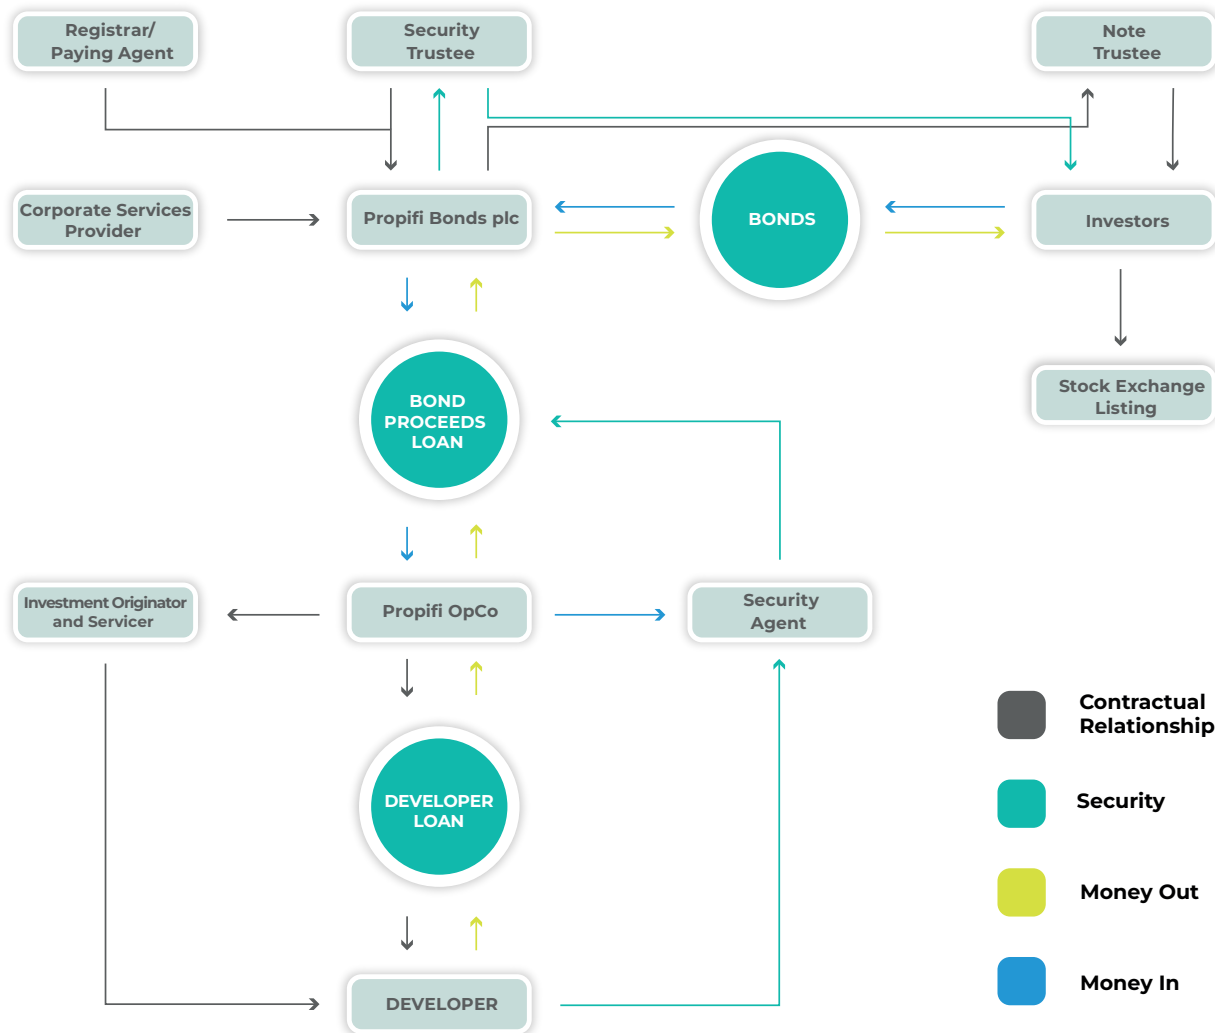 Registrar/
Paying Agent
Security
Trustee
Note
Trustee
Corporate Services
Provider
Propifi Bonds plc
BONDS
Investors
BOND
PROCEEDS
LOAN
Stock Exchange
Listing
Investment Originator
and Servicer
Propifi OpCo
Security
Agent
DEVELOPER
LOAN
DEVELOPER
Contractual
Relationship
Security
Money Out
Money In